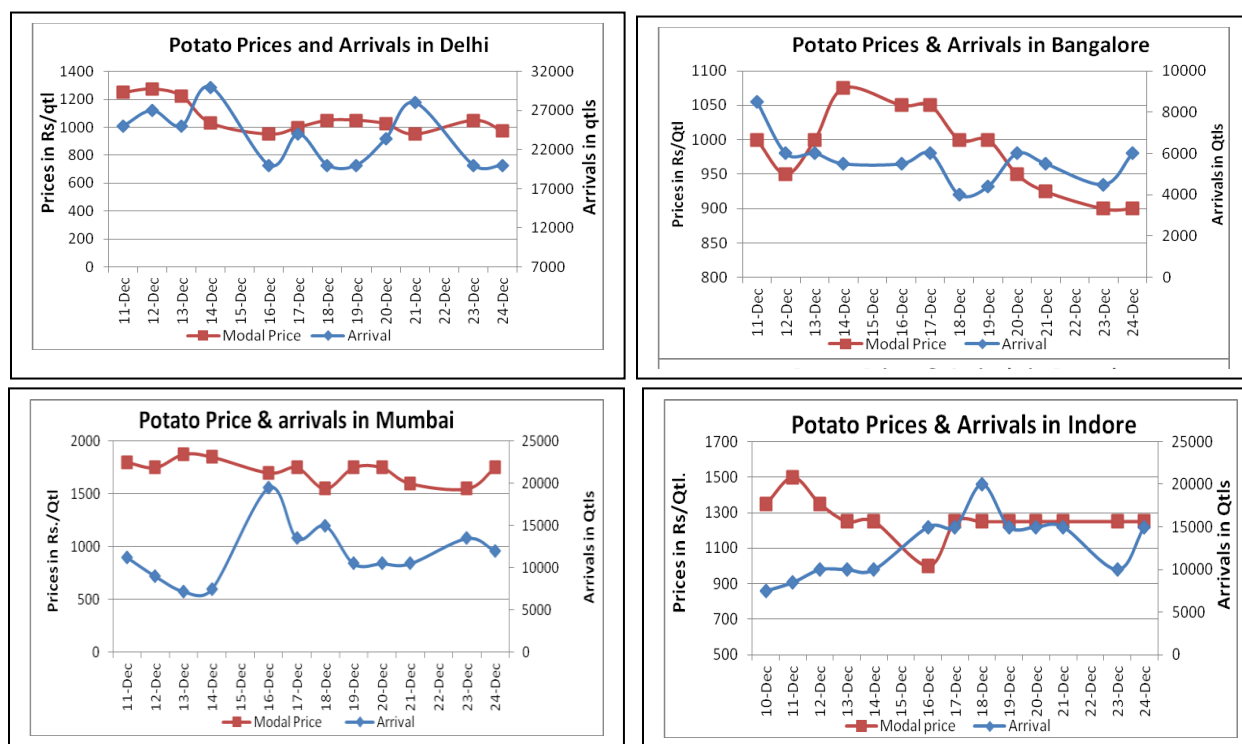 Potato Prices and Arrivals in Delhi
Prices in Rs/qtl
1400
1200
1000
800
600
400
200
0
32000
27000
22000
17000
12000
7000
Arrivals in qtls
11-Dec
12-Dec
13-Dec
14-Dec
15-Dec
16-Dec
17-Dec
18-Dec
19-Dec
20-Dec
21-Dec
22-Dec
23-Dec
24-Dec
Modal Price
Arrival
Potato Prices & Arrivals in Bangalore
Prices in Rs/Qtl
1100
1050
1000
950
900
850
800
10000
8000
6000
4000
2000
0
Arrivals in Qtls
11-Dec
12-Dec
13-Dec
14-Dec
15-Dec
16-Dec
17-Dec
18-Dec
19-Dec
20-Dec
21-Dec
22-Dec
23-Dec
24-Dec
Modal Price
Arrival
Potato Price & arrivals in Mumbai
Prices in Rs./Qtl
2000
1500
1000
500
0
25000
20000
15000
10000
5000
0
Arrivals in Qtls
11-Dec
12-Dec
13-Dec
14-Dec
15-Dec
16-Dec
17-Dec
18-Dec
19-Dec
20-Dec
21-Dec
22-Dec
23-Dec
24-Dec
Modal Price
Arrival
Potato Prices & Arrivals in Indore
Prices in Rs/Qtl.
1700
1500
1300
1100
900
700
500
25000
20000
15000
10000
5000
0
Arrivals in Qtls
10-Dec
11-Dec
12-Dec
13-Dec
14-Dec
15-Dec
16-Dec
17-Dec
18-Dec
19-Dec
20-Dec
21-Dec
22-Dec
23-Dec
24-Dec
Modal Price
Arrival